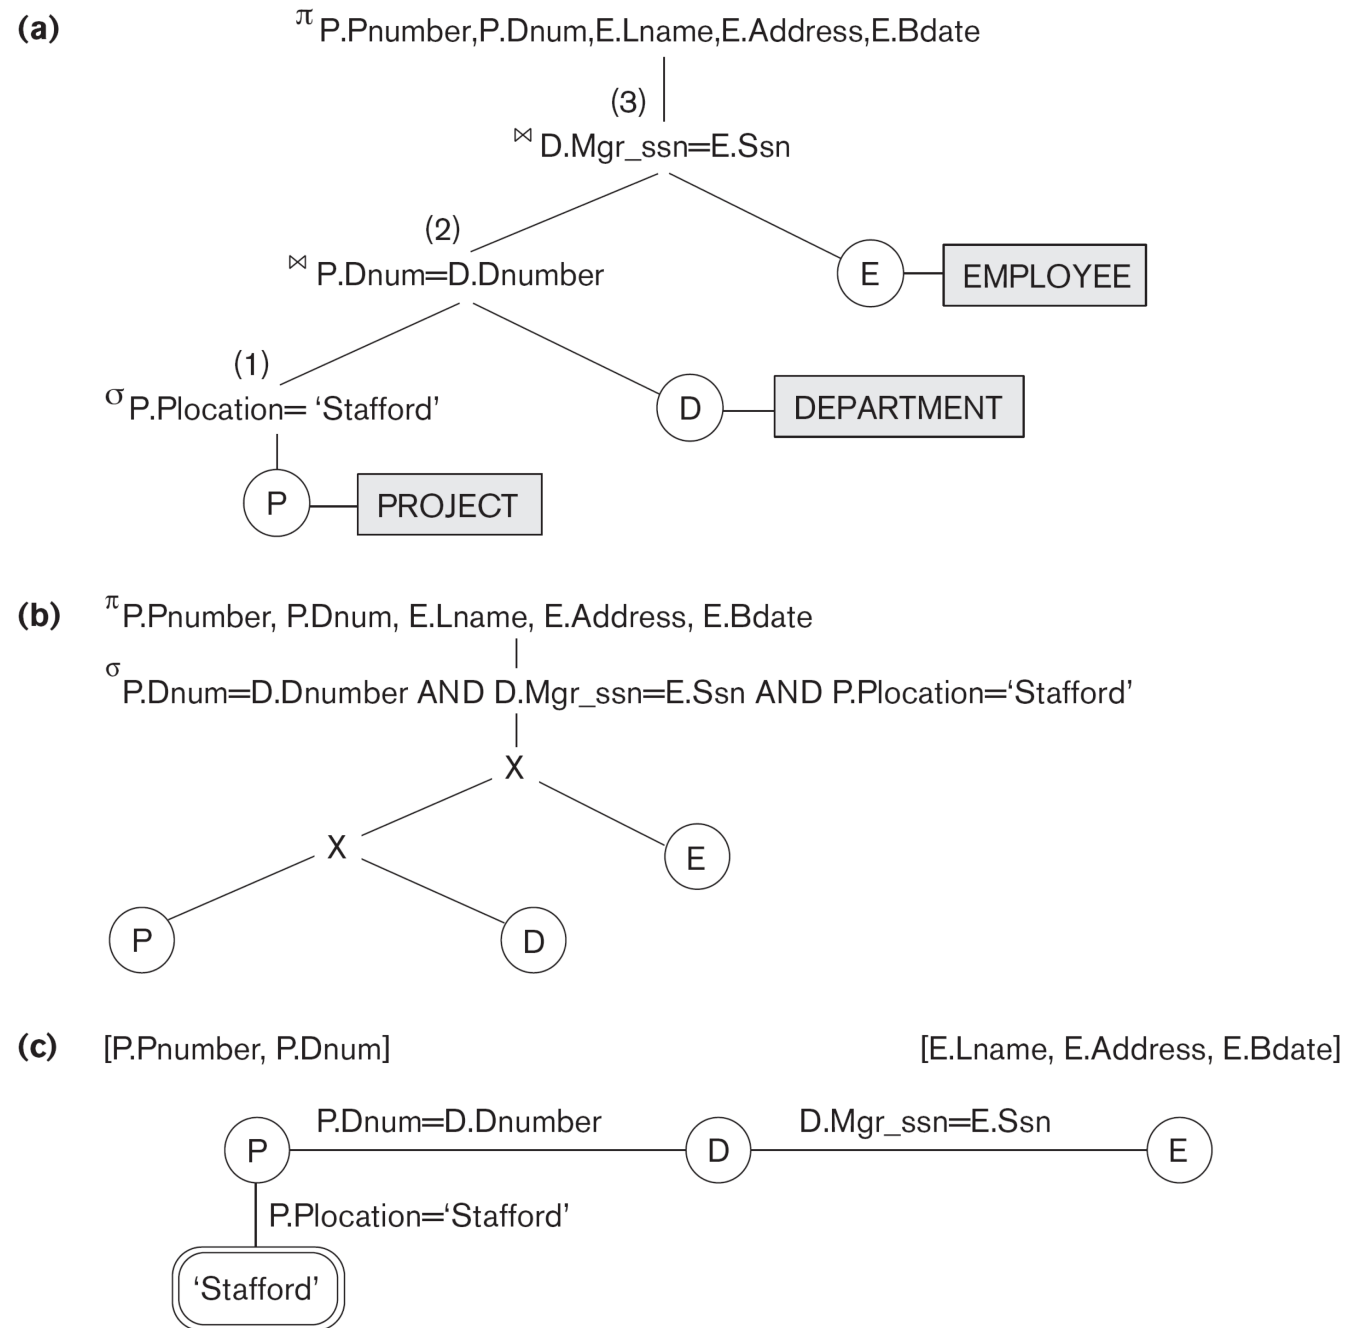 (a) π P.Pnumber,P.Dnum,E.Lname,E.Address,E.Bdate
(3)
⋈ D.Mgr_ssn=E.Ssn
(2)
⋈ P.Dnum=D.Dnumber
E EMPLOYEE
(1)
σ P.Plocation= ‘Stafford’
D DEPARTMENT
P PROJECT
(b) π P.Pnumber, P.Dnum, E.Lname, E.Address, E.Bdate
σ P.Dnum=D.Dnumber AND D.Mgr_ssn=E.Ssn AND P.Plocation=‘Stafford’
X
X
E
P D
(c) [P.Pnumber, P.Dnum] [E.Lname, E.Address, E.Bdate]
P.Dnum=D.Dnumber D.Mgr_ssn=E.Ssn
P D E
P.Plocation=‘Stafford’
‘Stafford’